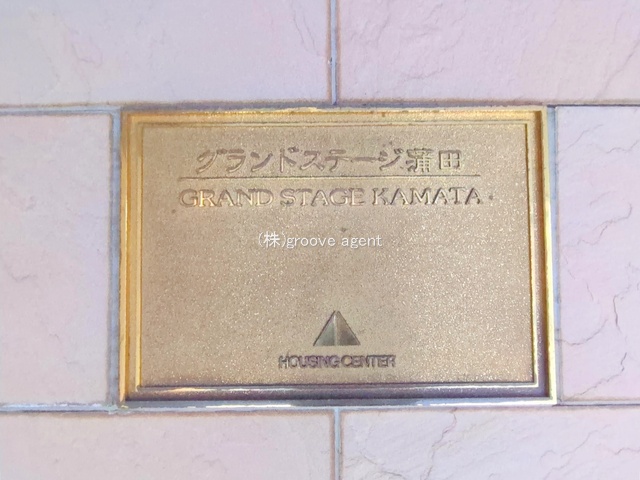 グランドステージ蒲田
GRAND STAGE KAMATA
(株)groove agent
HOUSING CENTER